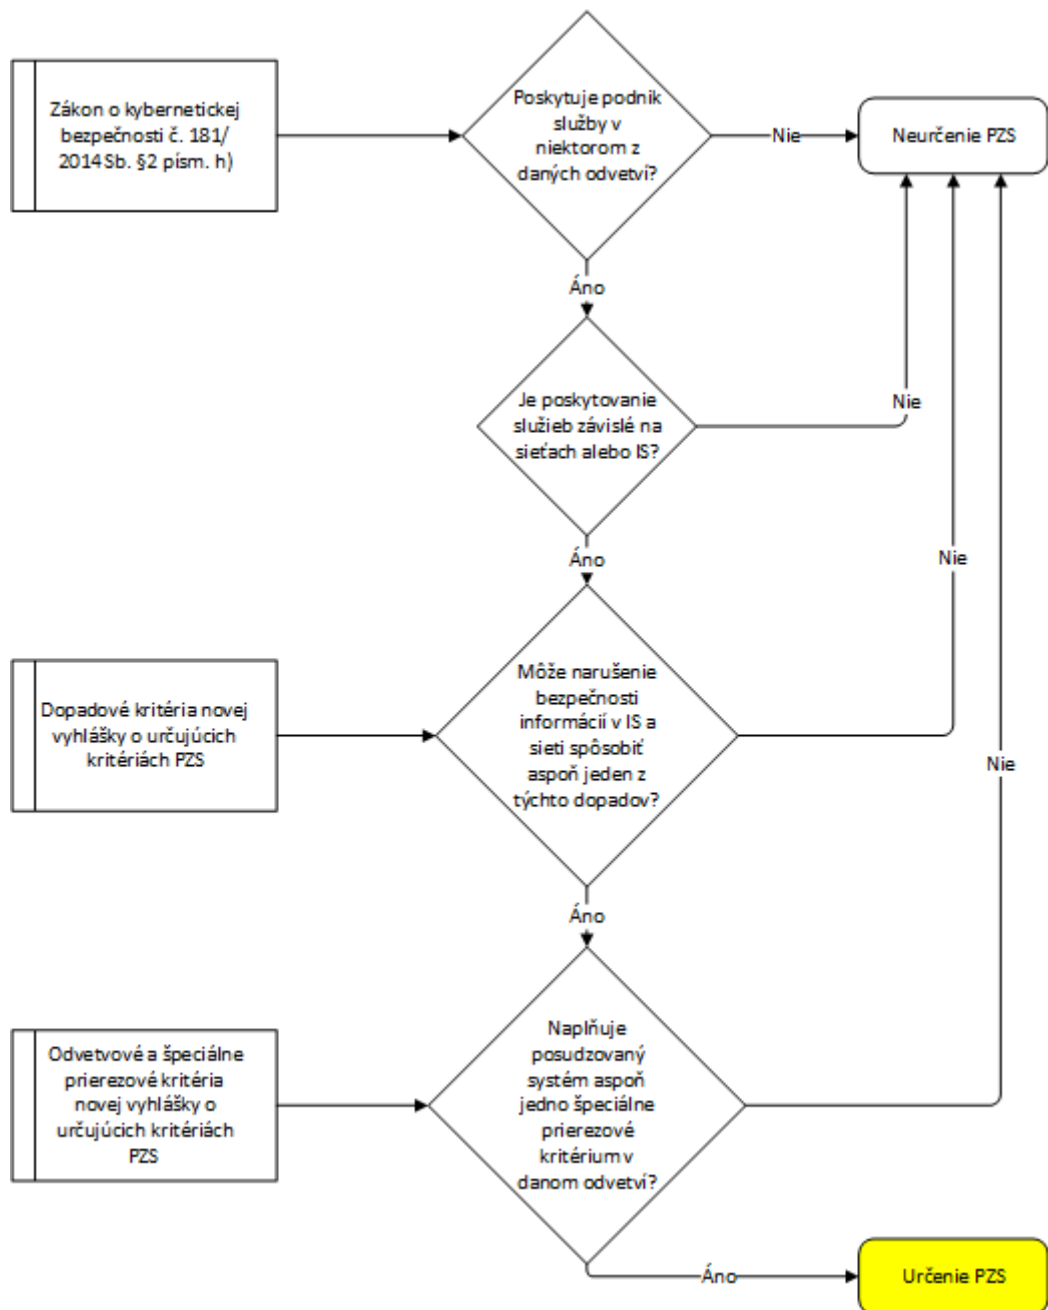 Zákon o kybernetickej
bezpečnosti č. 181/
2014 Sb. §2 písm. h)
Poskytuje podnik
služby v
niektorom z
daných odvetví?
Nie
Neurčenie PZS
Áno
Je poskytovanie
služieb závislé na
sieťach alebo IS?
Nie
Áno
Dopadové kritéria novej
vyhlášky o určujúcich
kritériách PZS
Môže narušenie
bezpečnosti
informácií v IS a
sieti spôsobiť
aspoň jeden z
týchto dopadov?
Nie
Áno
Odvetvové a špeciálne
prierezové kritéria
novej vyhlášky o
určujúcich kritériách
PZS
Naplňuje
posudzovaný
systém aspoň
jedno špeciálne
prierezové
kritérium v
danom odvetví?
Nie
Áno
Určenie PZS